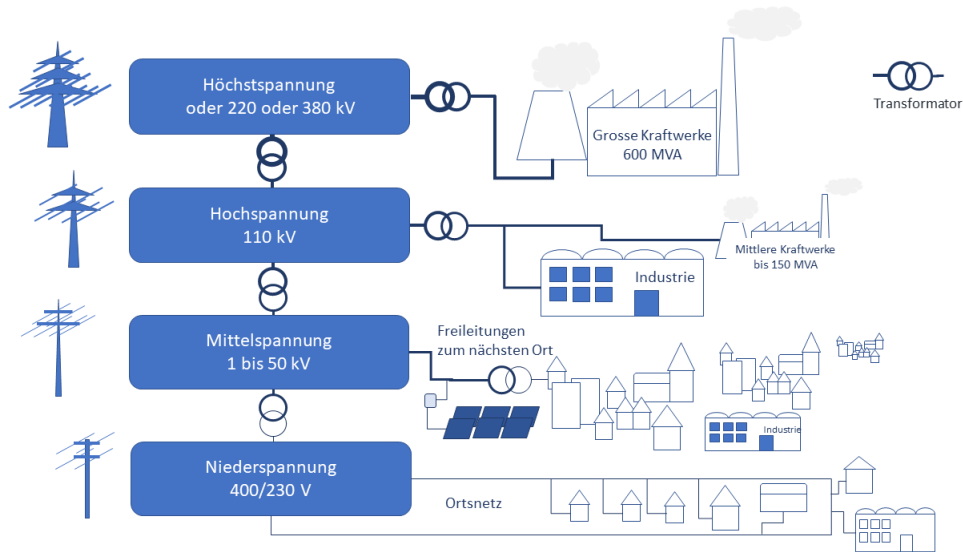 Höchstspannung
oder 220 oder 380 kV
Grosse Kraftwerke
600 MVA
Transformator
Hochspannung
110 kV
Mittlere Kraftwerke
bis 150 MVA
Industrie
Mittelspannung
1 bis 50 kV
Freileitungen
zum nächsten Ort
Industrie
Niederspannung
400/230 V
Ortsnetz